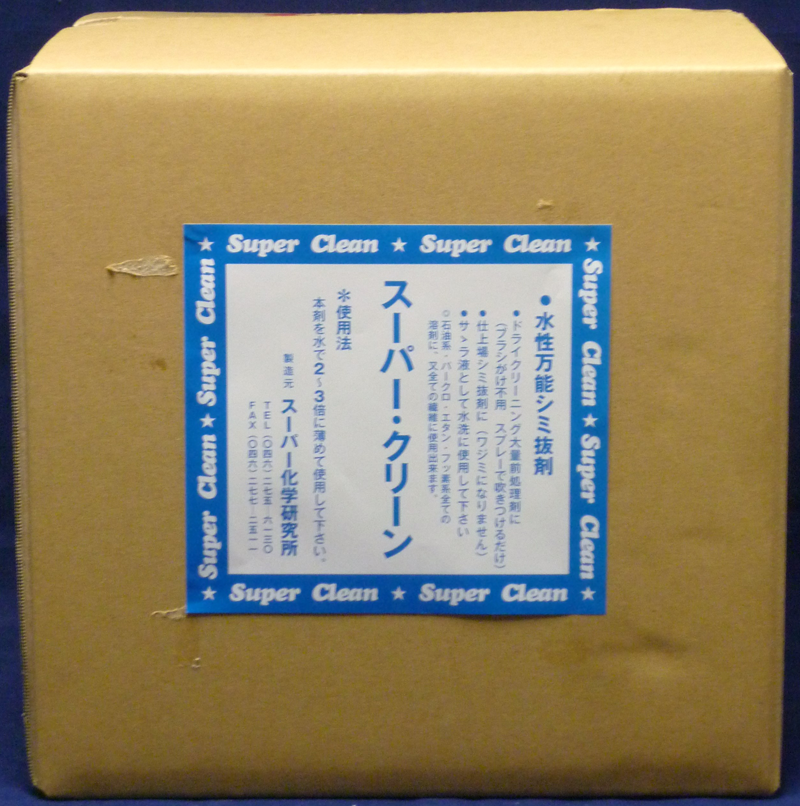 ★ Super Clean ★ Super Clean ★
Super Clean ★ Super Clean
●水性万能シミ抜剤
●ドライクリーニング大量前処理剤に
(ブラシがけ不用 スプレーで吹きつけるだけ)
●仕上場シミ抜剤に(ワジミになりません)
●サヽラ液として水洗に使用して下さい
○石油系・パークロ・エタン・フッ素系全ての
溶剤に、又全ての繊維に使用出来ます。
スーパー・クリーン
＊使用法
本剤を水で2〜3倍に薄めて使用して下さい。
製造元 スーパー化学研究所
TEL(〇四六)二七五-六一三〇
FAX(〇四六)二七七-二五一一
Super Clean ★ Super Clean
★ Super Clean ★ Super Clean ★